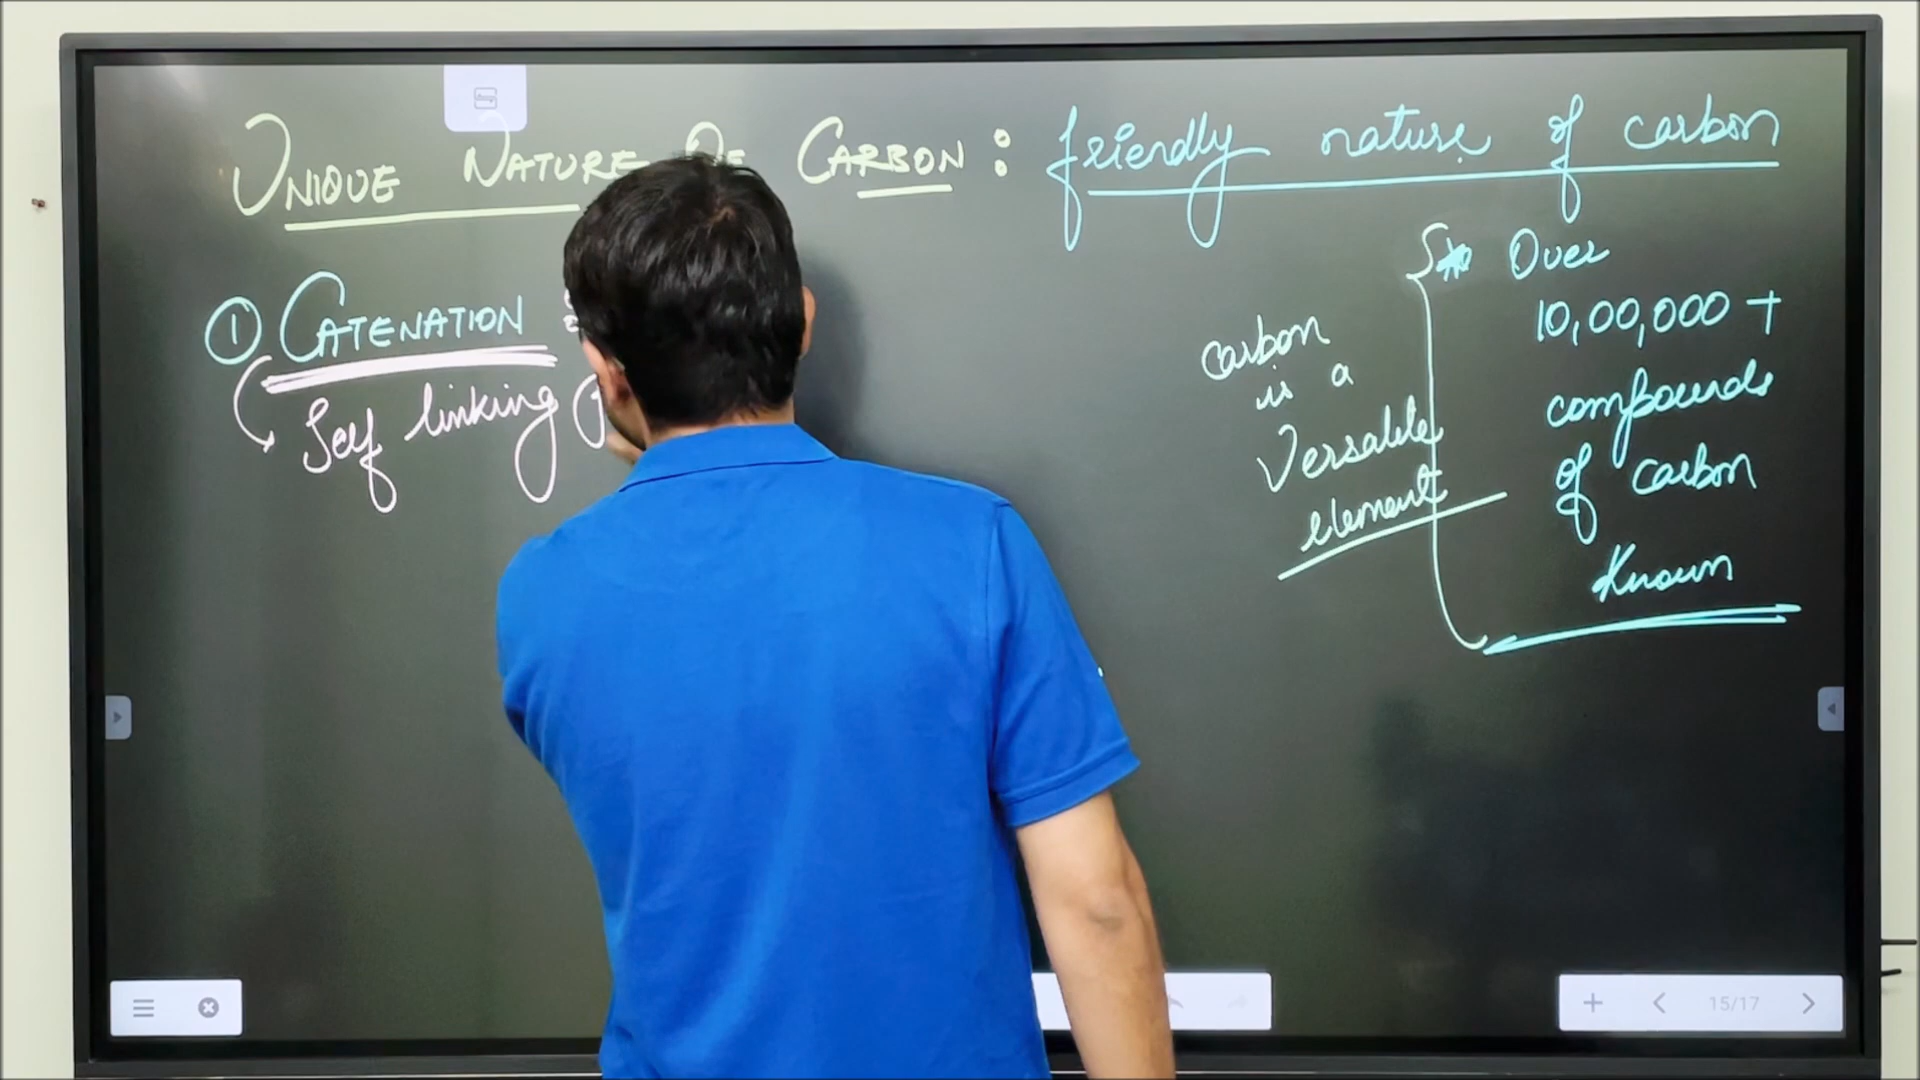 UNIQUE NATURE OF CARBON : friendly nature of carbon
① CATENATION :
Self linking
carbon
is a
Versatile
element
* Over
10,00,000 +
compounds
of carbon
Known
15/17